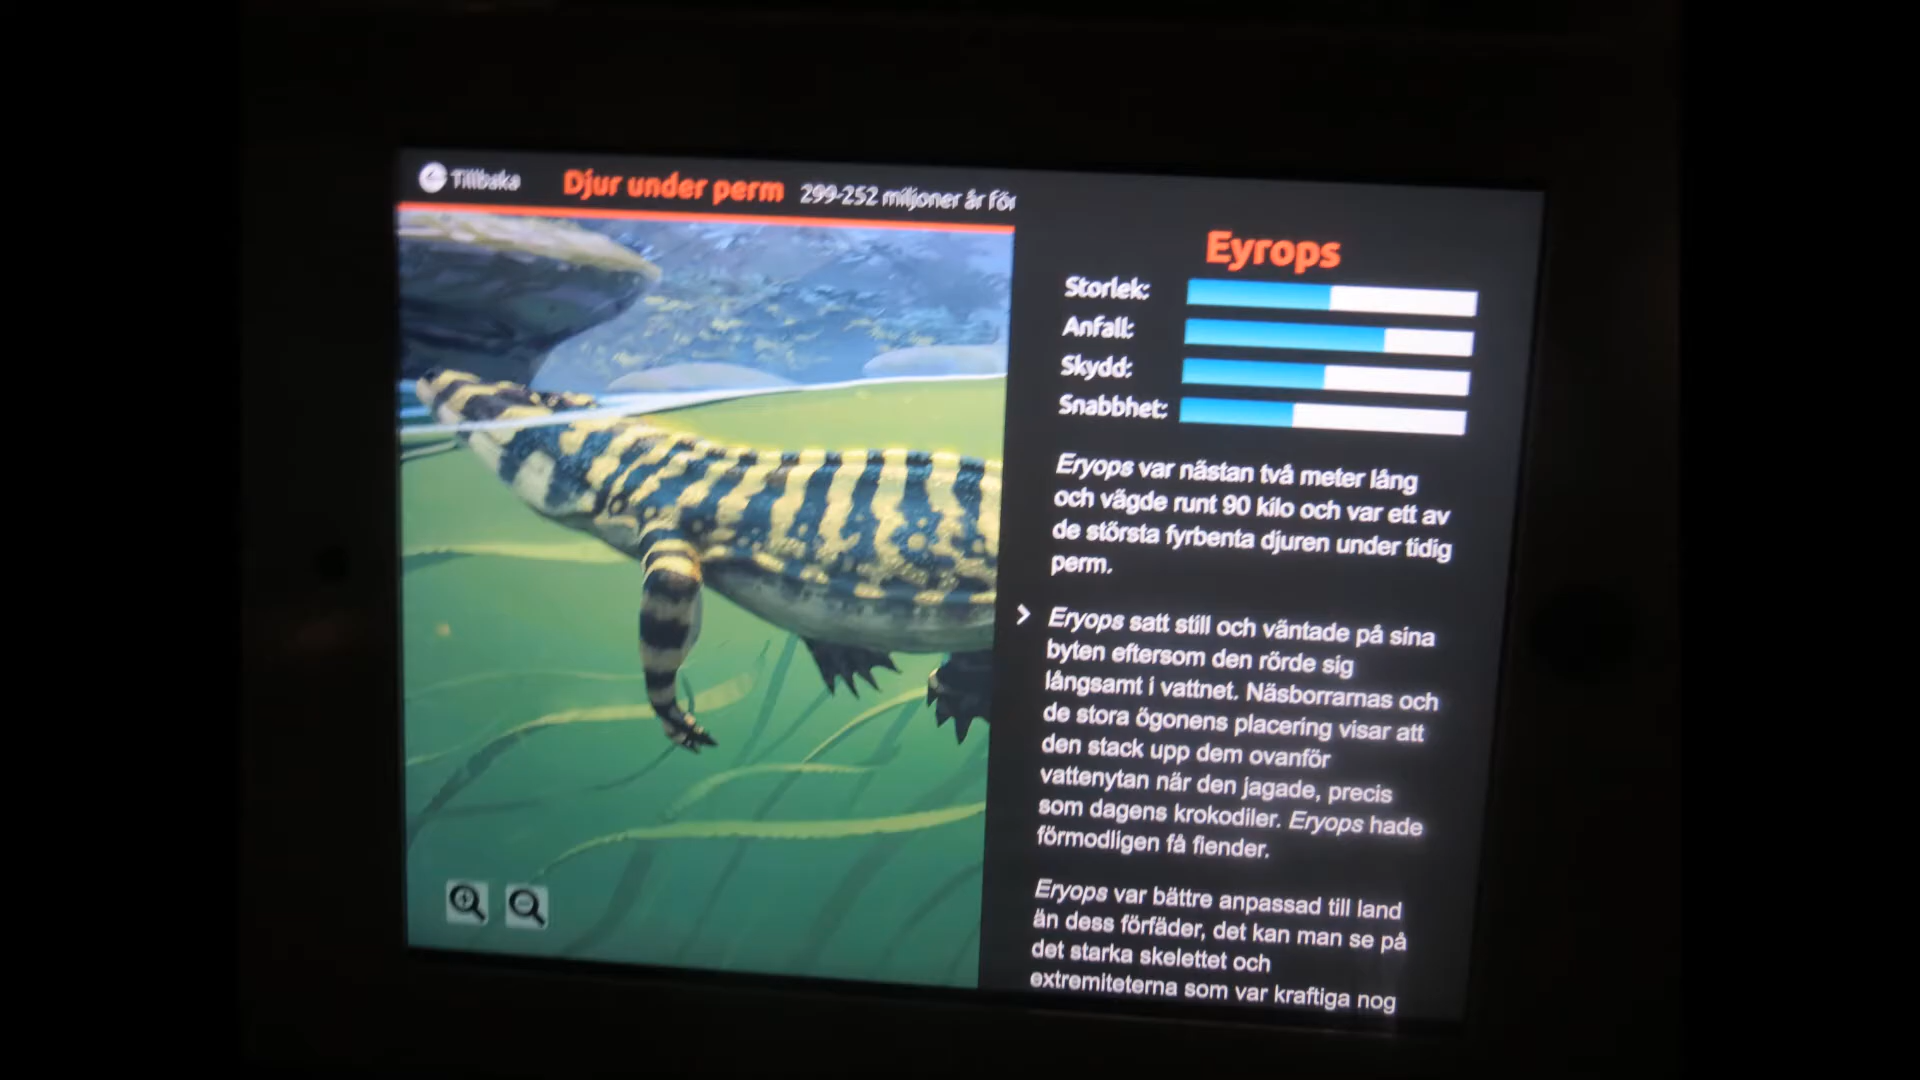 Tillbaka
Djur under perm 299-252 miljoner år för
Eyrops
Storlek:
Anfall:
Skydd:
Snabbhet:
Eryops var nästan två meter lång
och vägde runt 90 kilo och var ett av
de största fyrbenta djuren under tidig
perm.
Eryops satt still och väntade på sina
byten eftersom den rörde sig
långsamt i vattnet. Näsborrarnas och
de stora ögonens placering visar att
den stack upp dem ovanför
vattenytan när den jagade, precis
som dagens krokodiler. Eryops hade
förmodligen få fiender.
Eryops var bättre anpassad till land
än dess förfäder, det kan man se på
det starka skelettet och
extremiteterna som var kraftiga nog